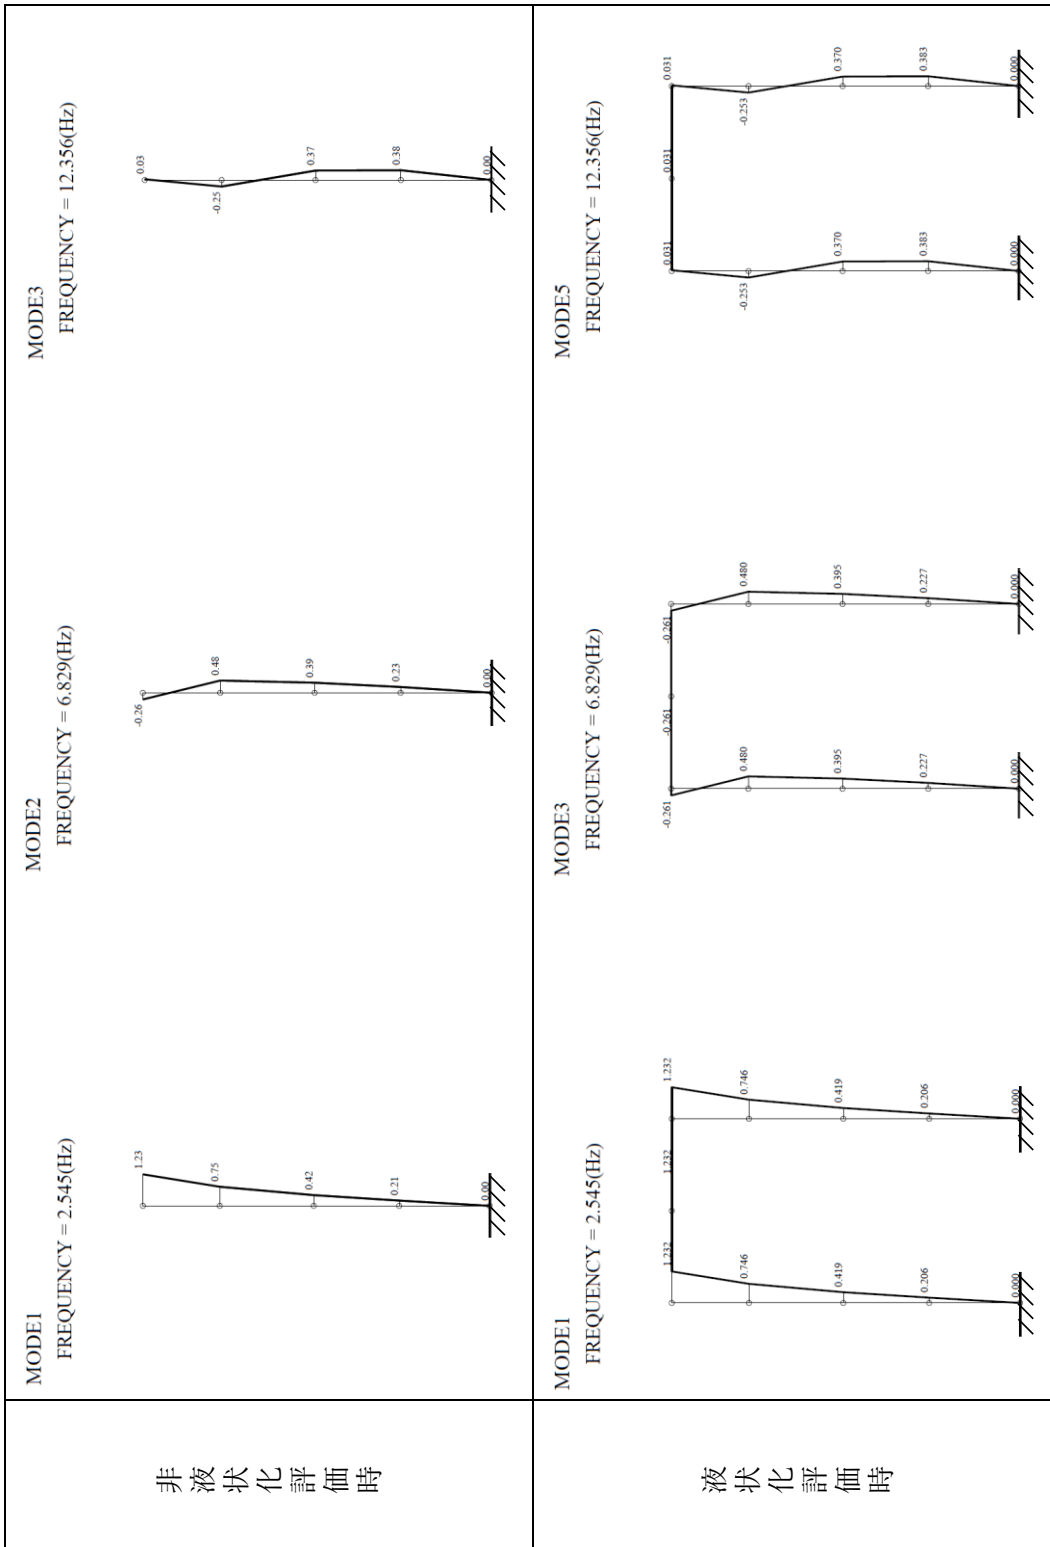 非液状化評価時
MODE1
FREQUENCY = 2.545(Hz)
1.23
0.75
0.42
0.21
0.00
MODE2
FREQUENCY = 6.829(Hz)
-0.26
0.48
0.39
0.23
0.00
MODE3
FREQUENCY = 12.356(Hz)
0.03
-0.25
0.37
0.38
0.00
液状化評価時
MODE1
FREQUENCY = 2.545(Hz)
1.232 1.232 1.232
0.746 0.746
0.419 0.419
0.206 0.206
0.000 0.000
MODE3
FREQUENCY = 6.829(Hz)
-0.261 -0.261 -0.261
0.480 0.480
0.395 0.395
0.227 0.227
0.000 0.000
MODE5
FREQUENCY = 12.356(Hz)
0.031 0.031 0.031
-0.253 -0.253
0.370 0.370
0.383 0.383
0.000 0.000